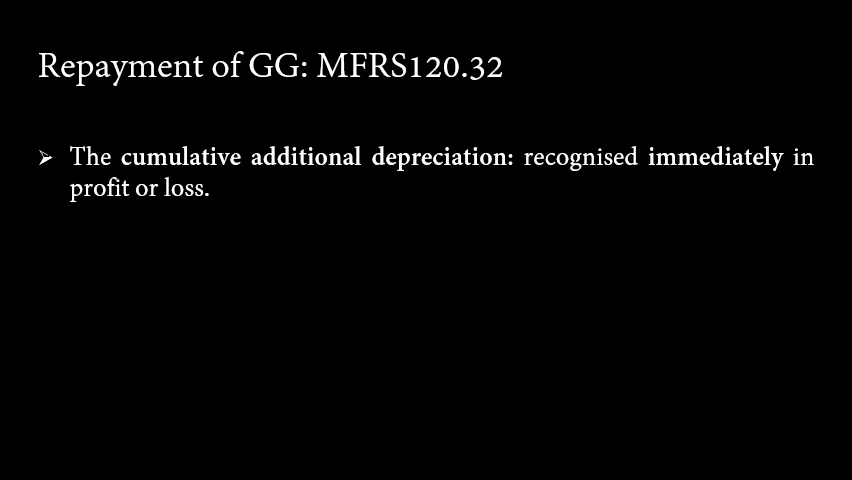 Repayment of GG: MFRS120.32
➢ The cumulative additional depreciation: recognised immediately in
profit or loss.